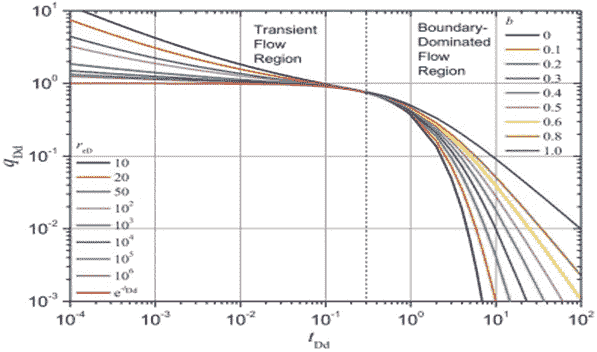 10¹
10⁰
10⁻¹
10⁻²
10⁻³
q_Dd
Transient
Flow
Region
Boundary-
Dominated
Flow
Region
b
0
0.1
0.2
0.3
0.4
0.5
0.6
0.8
1.0
r_eD
10
20
50
10²
10³
10⁴
10⁵
10⁶
10⁻⁴
10⁻³
10⁻²
10⁻¹
10⁰
10¹
10²
t_Dd